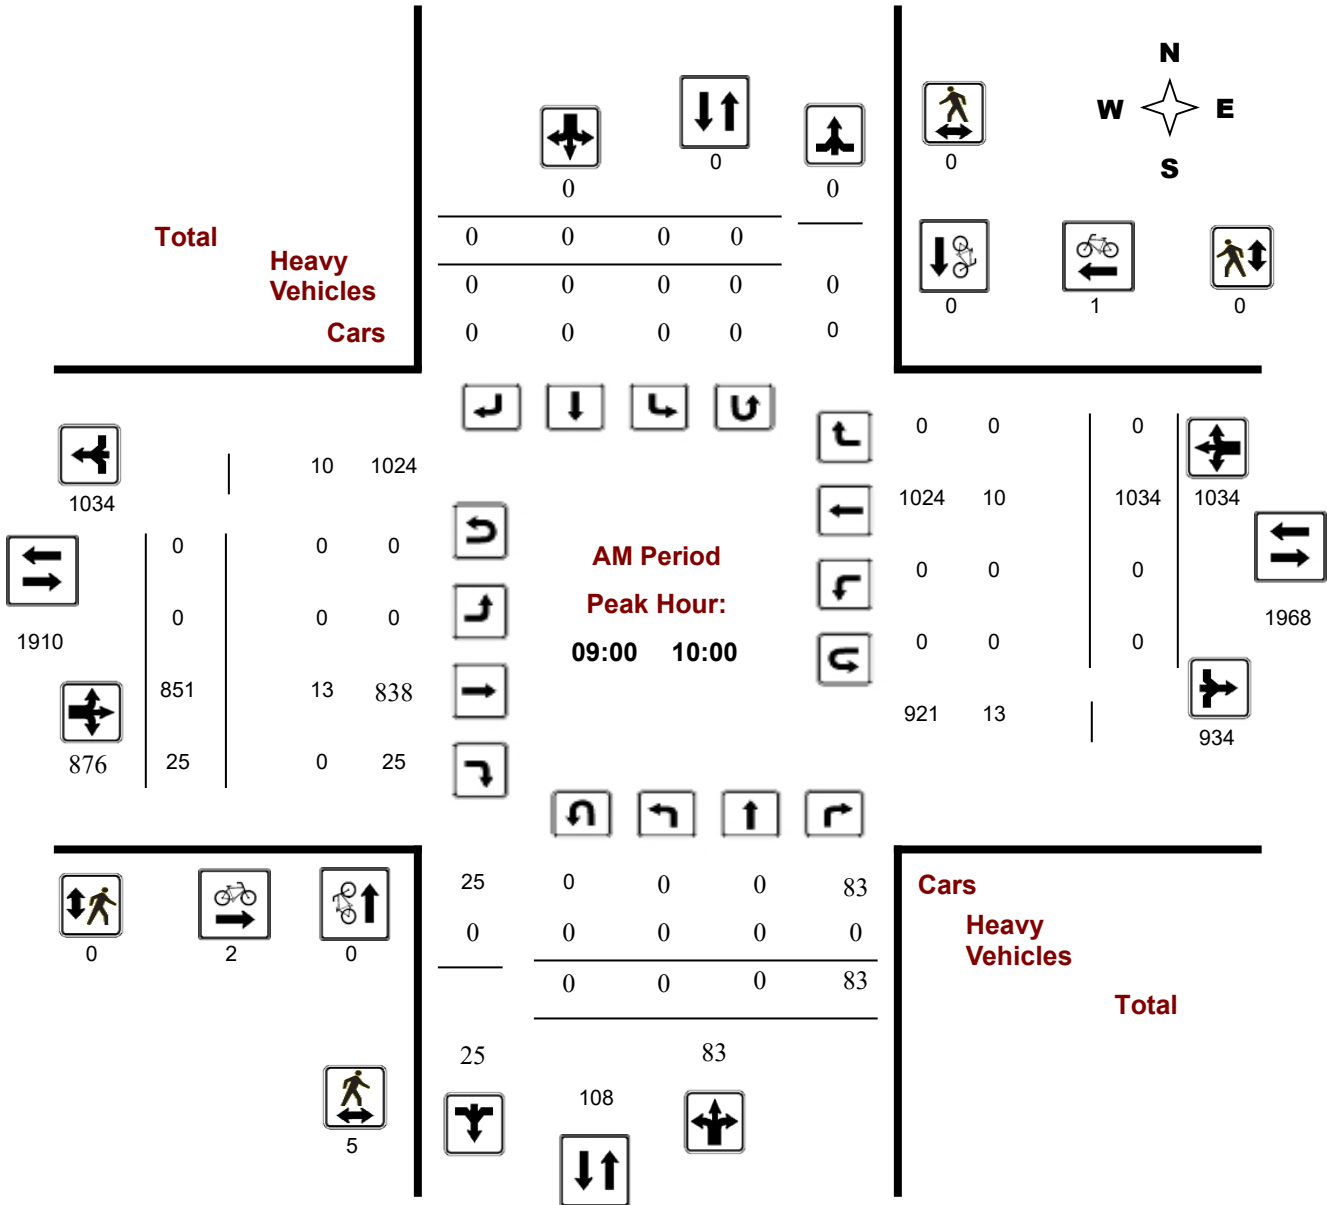 N
W E
S
0
0
0 0
Total 0 0 0 0
Heavy
Vehicles 0 0 0 0 0
Cars 0 0 0 0 0
0 1 0
0 0 0
10 1024
1034
1024 10 1034 1034
0 0 0
AM Period
0 0 0
0 0 0
Peak Hour:
1910
1968
09:00 10:00
0 0 0
851 13 838
921 13
934
876 25 0 25
25 0 0 0 83
Cars
0 0 0 0 0
Heavy
Vehicles
0 2 0
0 0 0 83
Total
25 83
108
5